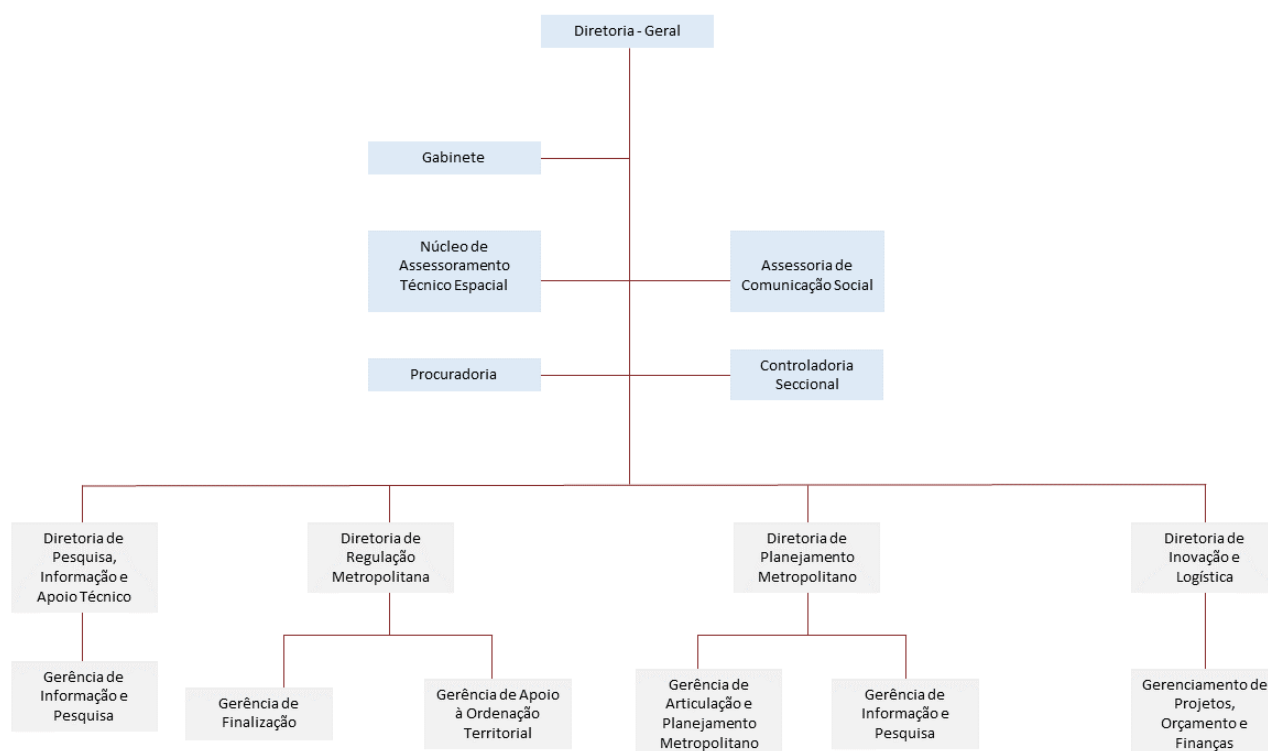 Diretoria - Geral
Gabinete
Núcleo de
Assessoramento
Técnico Espacial
Assessoria de
Comunicação Social
Procuradoria
Controladoria
Seccional
Diretoria de
Pesquisa,
Informação e
Apoio Técnico
Diretoria de
Regulação
Metropolitana
Diretoria de
Planejamento
Metropolitano
Diretoria de
Inovação e
Logística
Gerência de
Informação e
Pesquisa
Gerência de
Finalização
Gerência de Apoio
à Ordenação
Territorial
Gerência de
Articulação e
Planejamento
Metropolitano
Gerência de
Informação e
Pesquisa
Gerenciamento de
Projetos,
Orçamento e
Finanças